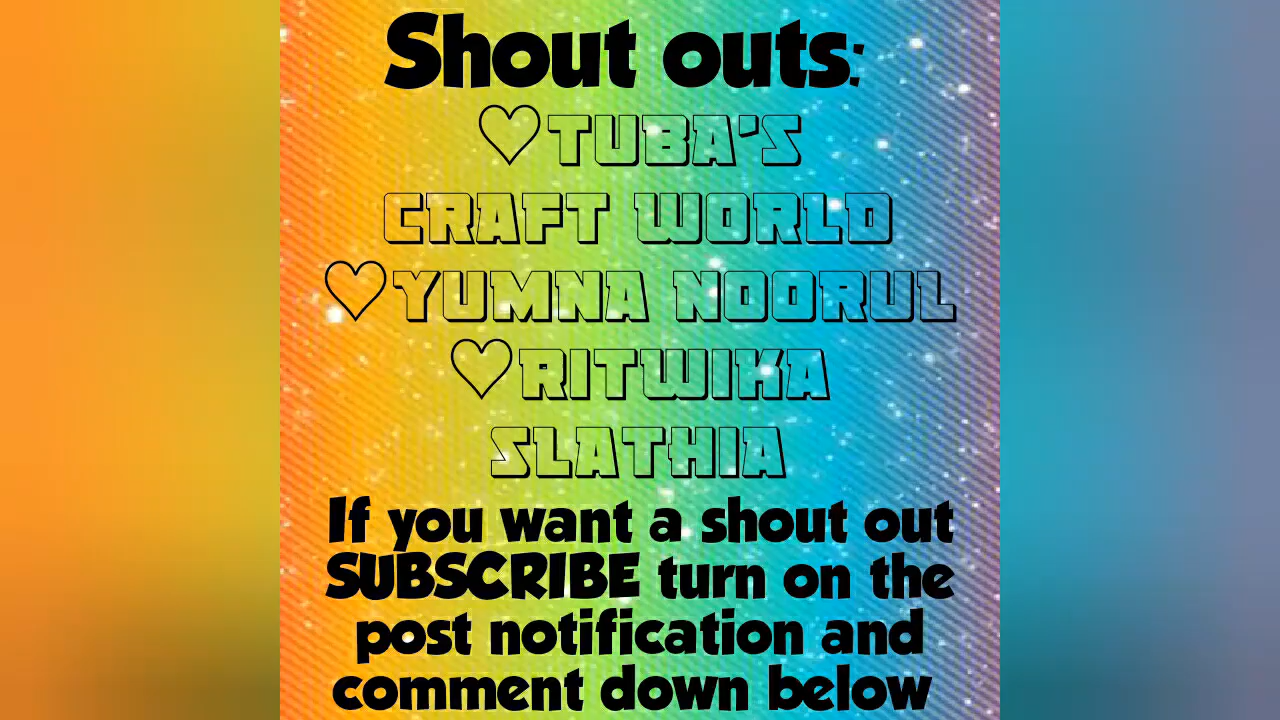 Shout outs:
♡TUBA'S
CRAFT WORLD
♡YUMNA NOORUL
♡RITWIKA
SLATHIA
If you want a shout out
SUBSCRIBE turn on the
post notification and
comment down below